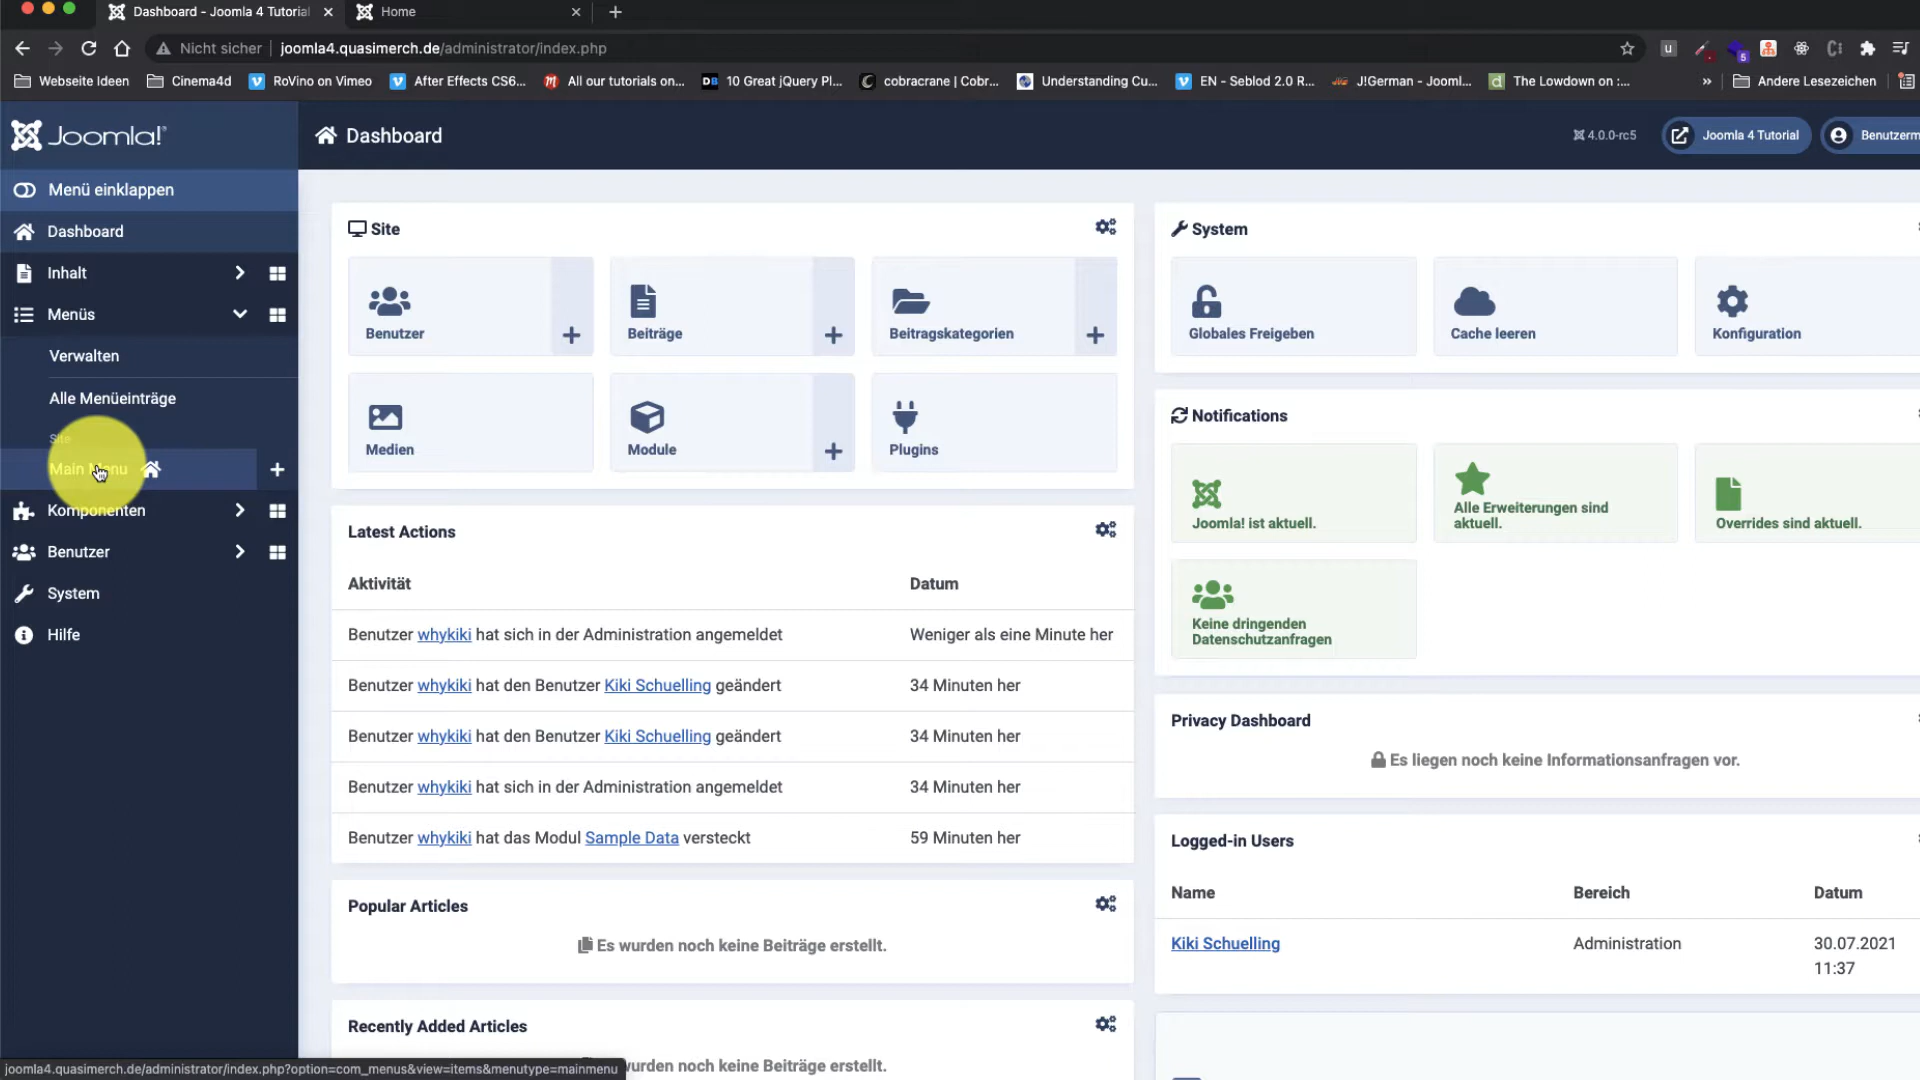 Dashboard - Joomla 4 Tutorial
Home
Nicht sicher
joomla4.quasimerch.de/administrator/index.php
Webseite Ideen
Cinema4d
RoVino on Vimeo
After Effects CS6...
All our tutorials on...
10 Great jQuery Pl...
cobracrane | Cobr...
Understanding Cu...
EN - Seblod 2.0 R...
J!German - Jooml...
The Lowdown on :...
»
Andere Lesezeichen
Joomla!
Dashboard
4.0.0-rc5
Joomla 4 Tutorial
Benutzerm
Menü einklappen
Dashboard
Inhalt
Menüs
Verwalten
Alle Menüeinträge
Site
Main Menu
Komponenten
Benutzer
System
Hilfe
Site
Benutzer
Beiträge
Beitragskategorien
Medien
Module
Plugins
Latest Actions
Aktivität
Datum
Benutzer whykiki hat sich in der Administration angemeldet
Weniger als eine Minute her
Benutzer whykiki hat den Benutzer Kiki Schuelling geändert
34 Minuten her
Benutzer whykiki hat den Benutzer Kiki Schuelling geändert
34 Minuten her
Benutzer whykiki hat sich in der Administration angemeldet
34 Minuten her
Benutzer whykiki hat das Modul Sample Data versteckt
59 Minuten her
Popular Articles
Es wurden noch keine Beiträge erstellt.
Recently Added Articles
wurden noch keine Beiträge erstellt.
System
Globales Freigeben
Cache leeren
Konfiguration
Notifications
Joomla! ist aktuell.
Alle Erweiterungen sind
aktuell.
Overrides sind aktuell.
Keine dringenden
Datenschutzanfragen
Privacy Dashboard
Es liegen noch keine Informationsanfragen vor.
Logged-in Users
Name
Bereich
Datum
Kiki Schuelling
Administration
30.07.2021
11:37
joomla4.quasimerch.de/administrator/index.php?option=com_menus&view=items&menutype=mainmenu